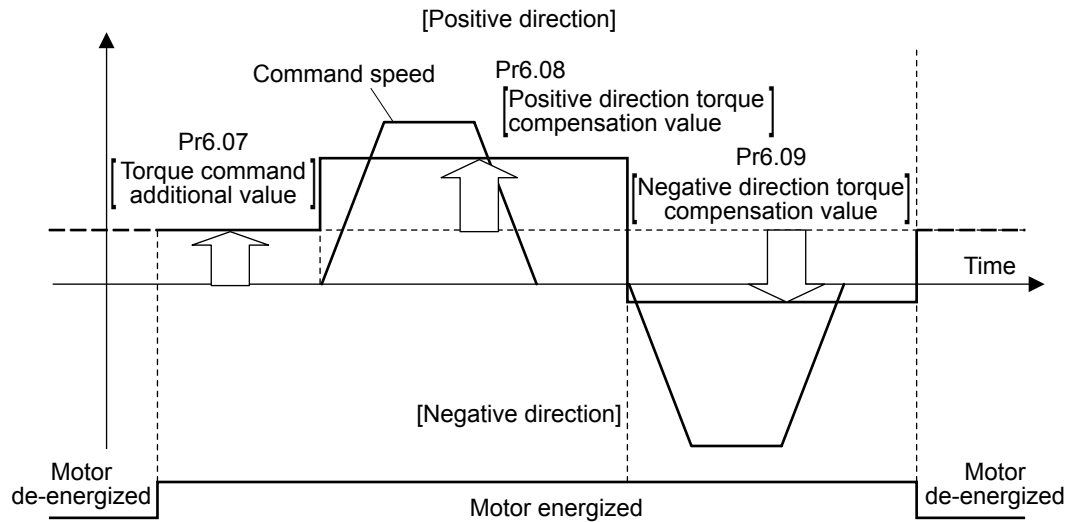 [Positive direction]
Command speed
Pr6.08
[Positive direction torque
compensation value]
Pr6.07
[Torque command
additional value]
Pr6.09
[Negative direction torque
compensation value]
Time
[Negative direction]
Motor
de-energized
Motor energized
Motor
de-energized